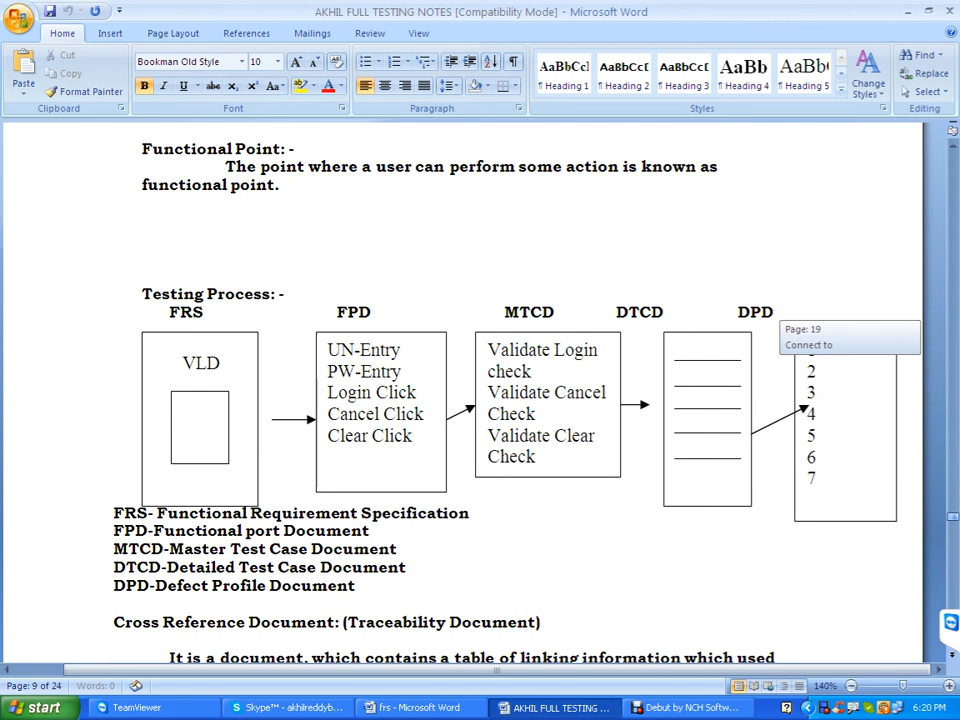 AKHIL FULL TESTING NOTES [Compatibility Mode] - Microsoft Word
Home Insert Page Layout References Mailings Review View
Paste
Cut
Copy
Format Painter
Clipboard
Bookman Old Style 10
B I U abc x₂ x² Aa
Font
Paragraph
AaBbCcI AaBbCcI AaBbCcI AaBb AaBb(
¶ Heading 1 ¶ Heading 2 ¶ Heading 3 ¶ Heading 4 ¶ Heading 5
Styles
Change
Styles
Find
Replace
Select
Editing
Functional Point: -
The point where a user can perform some action is known as
functional point.
Testing Process: -
FRS FPD MTCD DTCD DPD
Page: 19
Connect to
VLD
UN-Entry
PW-Entry
Login Click
Cancel Click
Clear Click
Validate Login
check
Validate Cancel
Check
Validate Clear
Check
2
3
4
5
6
7
FRS- Functional Requirement Specification
FPD-Functional port Document
MTCD-Master Test Case Document
DTCD-Detailed Test Case Document
DPD-Defect Profile Document
Cross Reference Document: (Traceability Document)
It is a document, which contains a table of linking information which used
Page: 9 of 24 Words: 0 140%
start TeamViewer Skype™ - akhilreddyb... frs - Microsoft Word AKHIL FULL TESTING ... Debut by NCH Softw... 6:20 PM